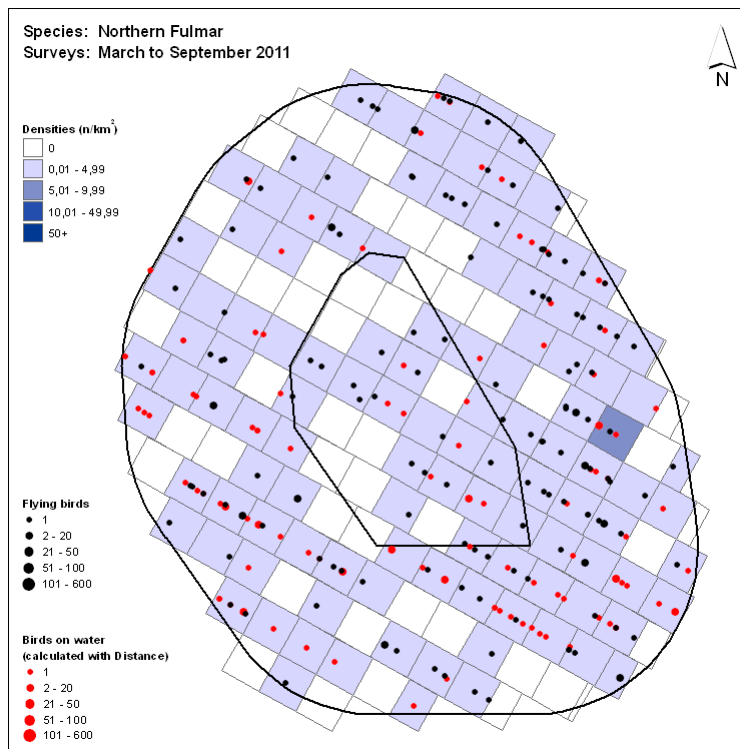 Species: Northern Fulmar
Surveys: March to September 2011
N
Densities (n/km²)
0
0,01 - 4,99
5,01 - 9,99
10,01 - 49,99
50+
Flying birds
1
2 - 20
21 - 50
51 - 100
101 - 600
Birds on water
(calculated with Distance)
1
2 - 20
21 - 50
51 - 100
101 - 600